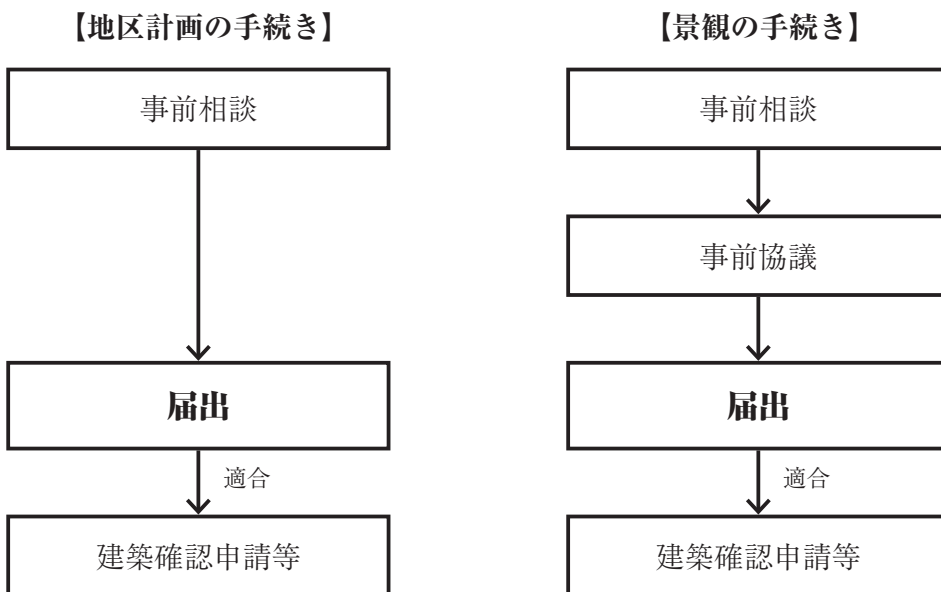 【地区計画の手続き】
事前相談
届出
適合
建築確認申請等
【景観の手続き】
事前相談
事前協議
届出
適合
建築確認申請等